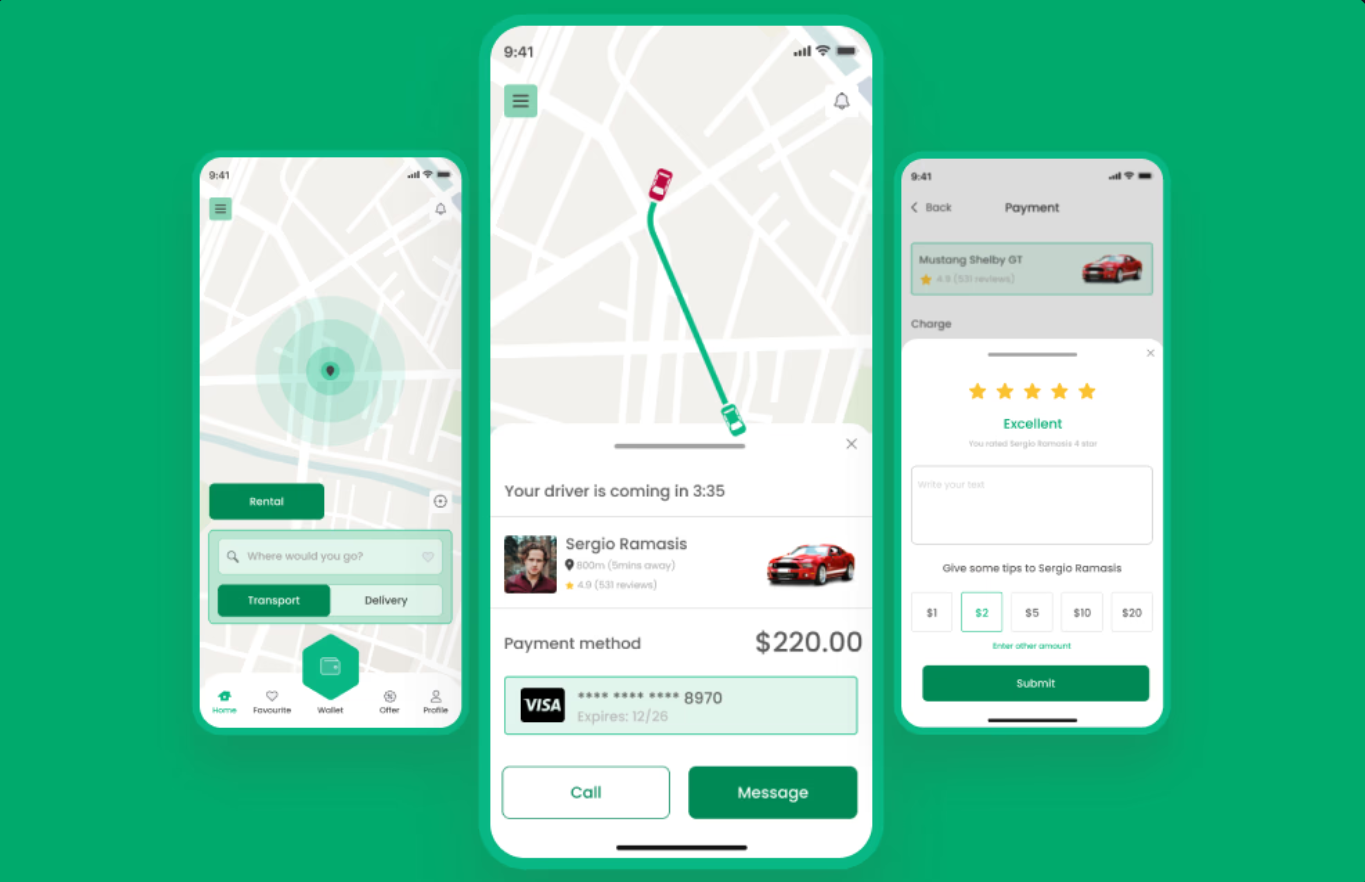 9:41
Rental
Where would you go?
Transport Delivery
Home Favourite Wallet Offer Profile
9:41
Your driver is coming in 3:35
Sergio Ramasis
800m (5mins away)
4.9 (531 reviews)
Payment method $220.00
VISA **** **** **** 8970
Expires: 12/26
Call Message
9:41
Back Payment
Mustang Shelby GT
4.9 (531 reviews)
Charge
Excellent
You rated Sergio Ramosis 4 star
Write your text
Give some tips to Sergio Ramasis
$1 $2 $5 $10 $20
Enter other amount
Submit